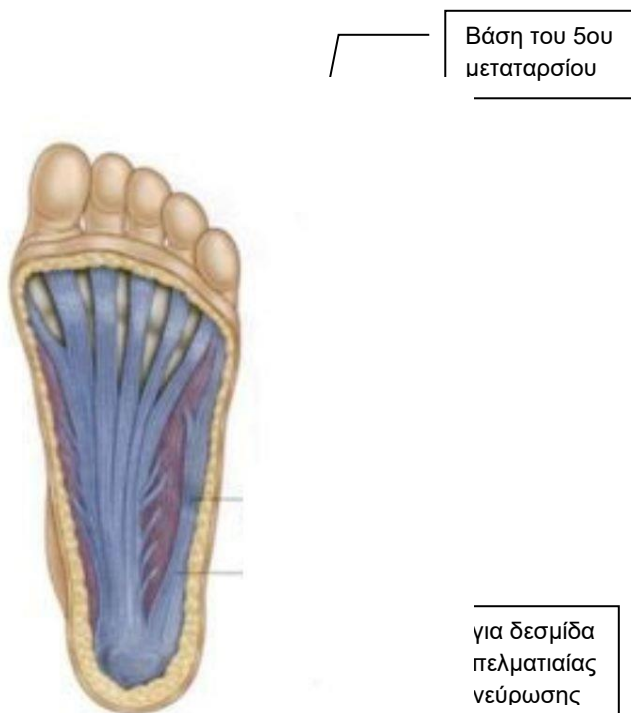 Βάση του 5ου
μεταταρσίου
για δεσμίδα
πελματιαίας
νεύρωσης